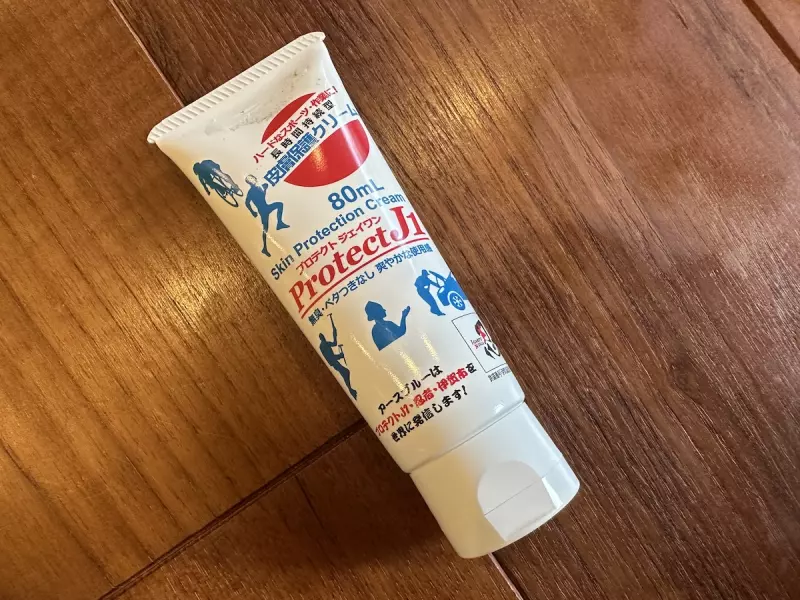 ハードなスポーツ・作業に!
長時間持続型
皮膚保護クリーム
80mL
Skin Protection Cream
プロテクト ジェイワン
ProtectJ1
無臭・ベタつきなし 爽やかな使用感
アースブルーは
プロテクトJ1・忍者・伊賀市を
世界に発信します!